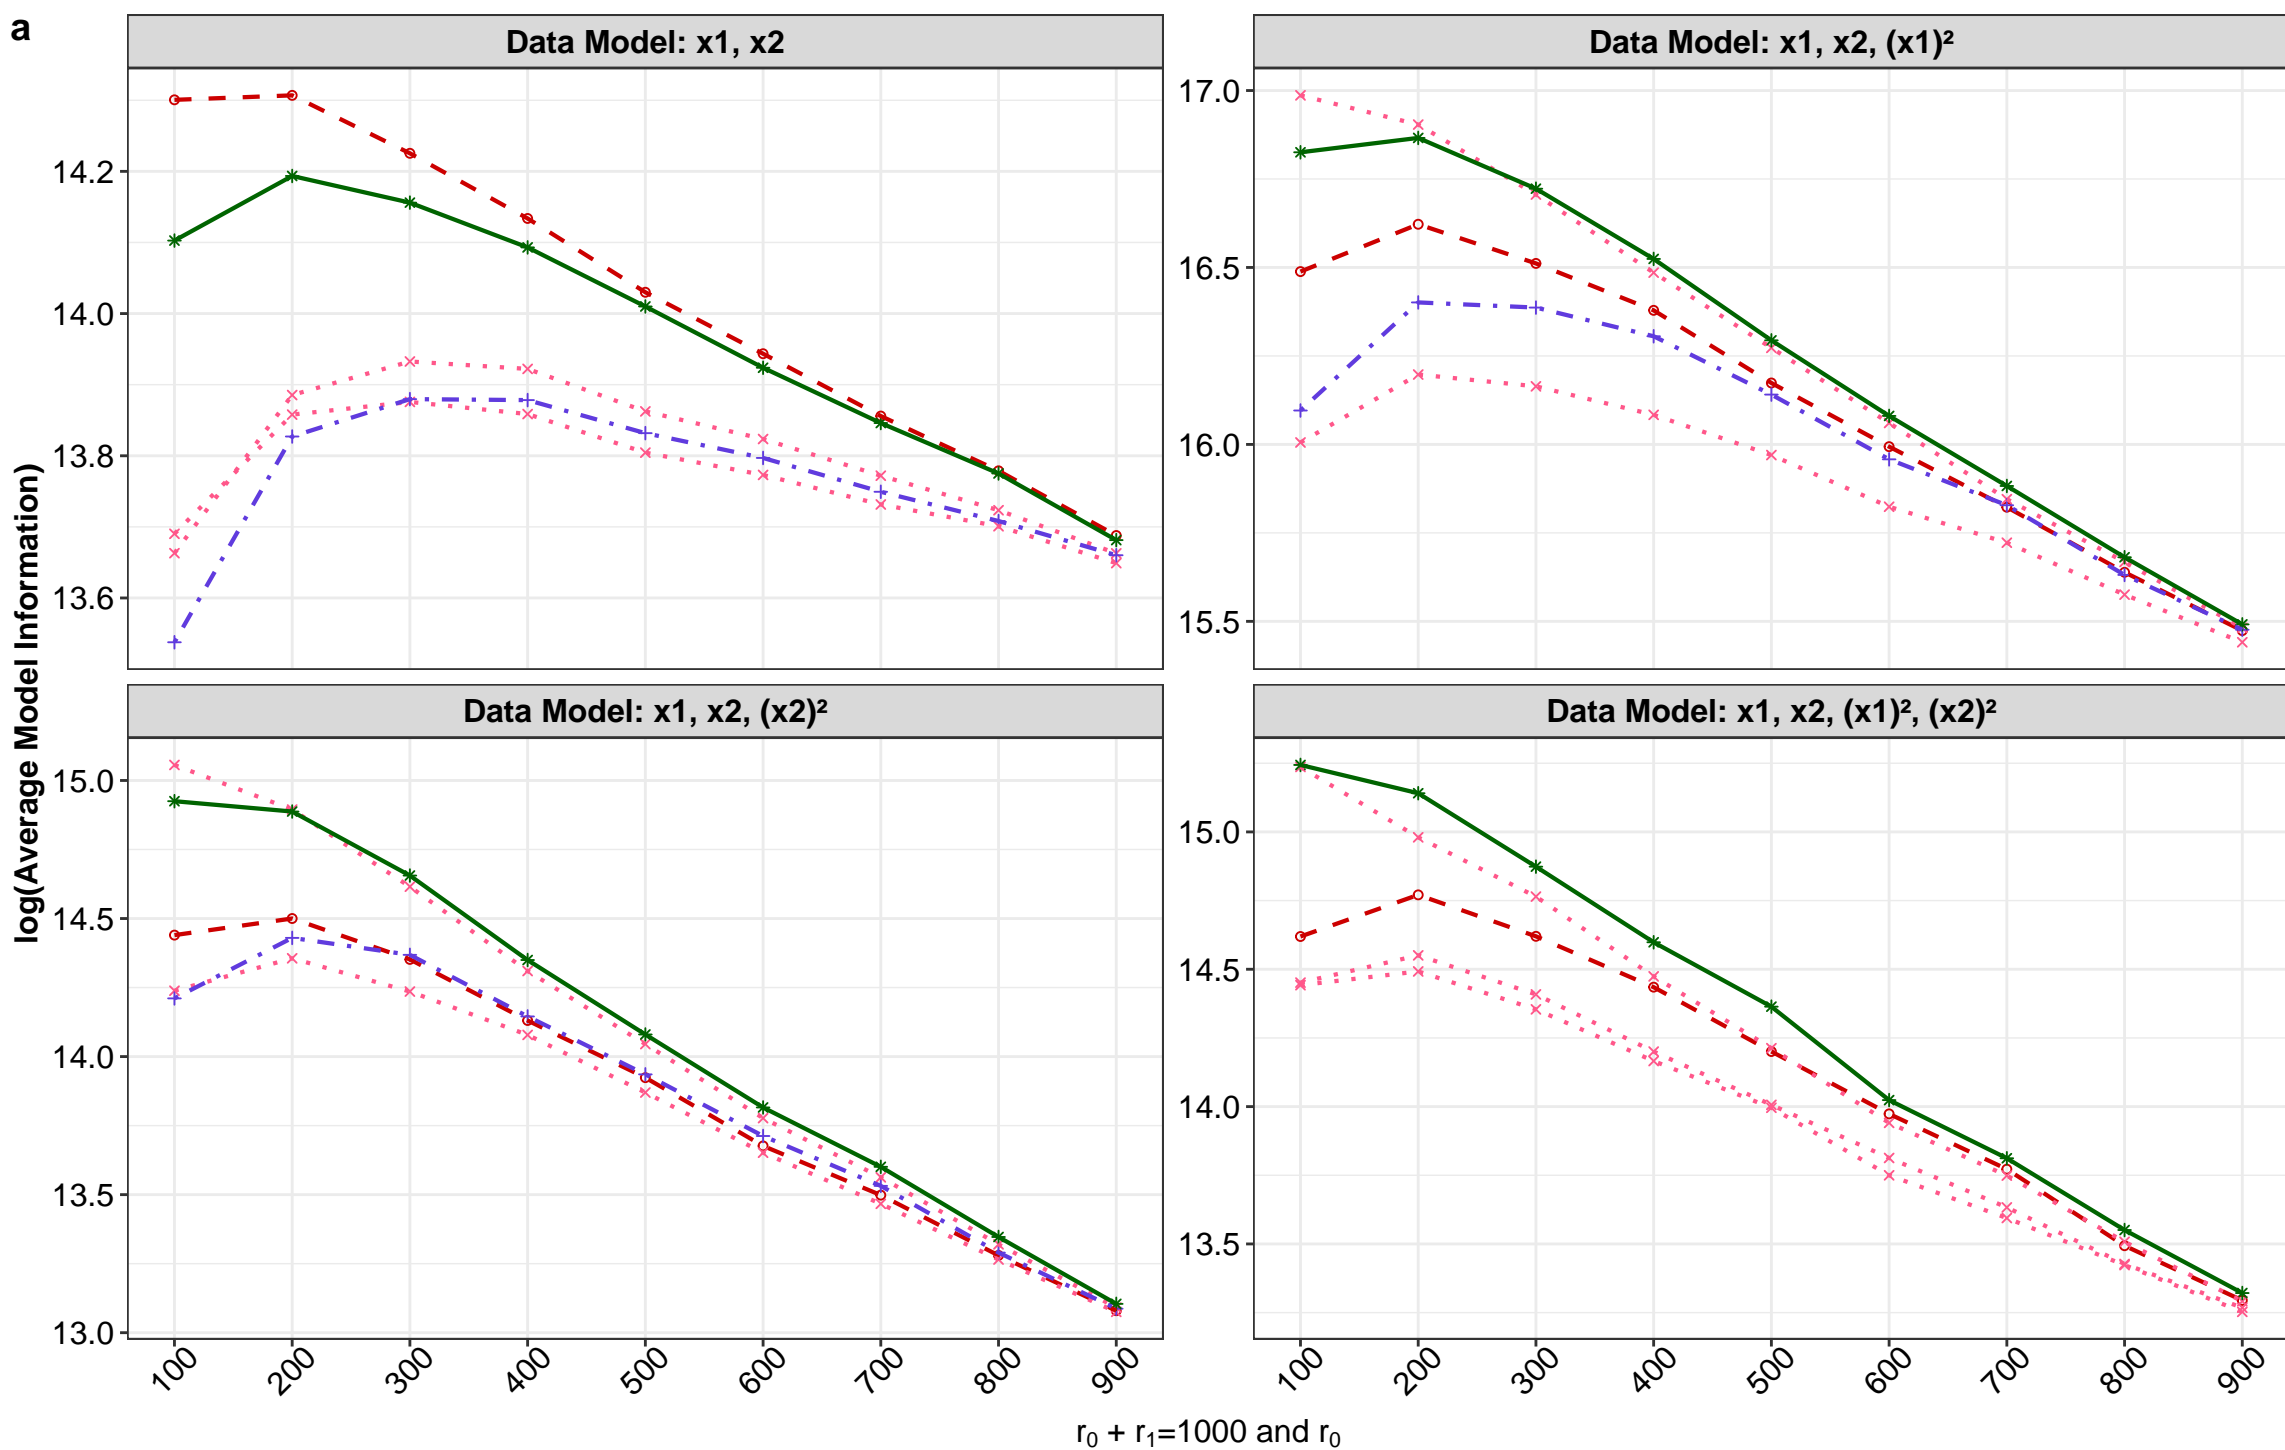 a
Data Model: x1, x2
Data Model: x1, x2, (x1)²
14.2
14.0
13.8
13.6
17.0
16.5
16.0
15.5
log(Average Model Information)
Data Model: x1, x2, (x2)²
Data Model: x1, x2, (x1)², (x2)²
15.0
14.5
14.0
13.5
13.0
15.0
14.5
14.0
13.5
100 200 300 400 500 600 700 800 900
100 200 300 400 500 600 700 800 900
r₀ + r₁=1000 and r₀